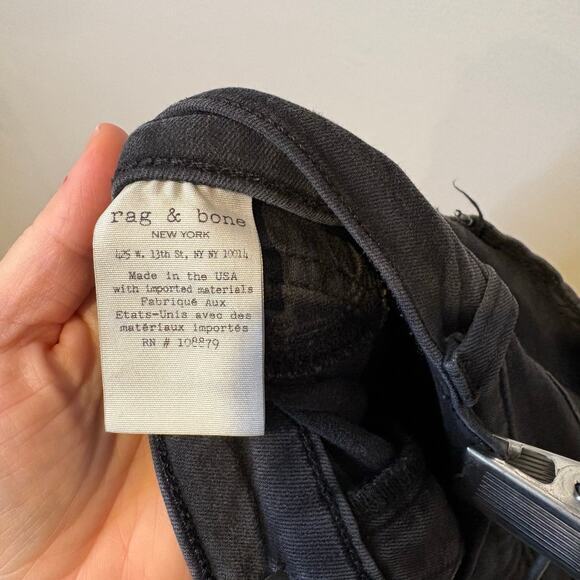 rag & bone
NEW YORK
425 W. 13th St, NY NY 10014
Made in the USA
with imported materials
Fabriqué Aux
Etats-Unis avec des
matériaux importés
RN # 108879